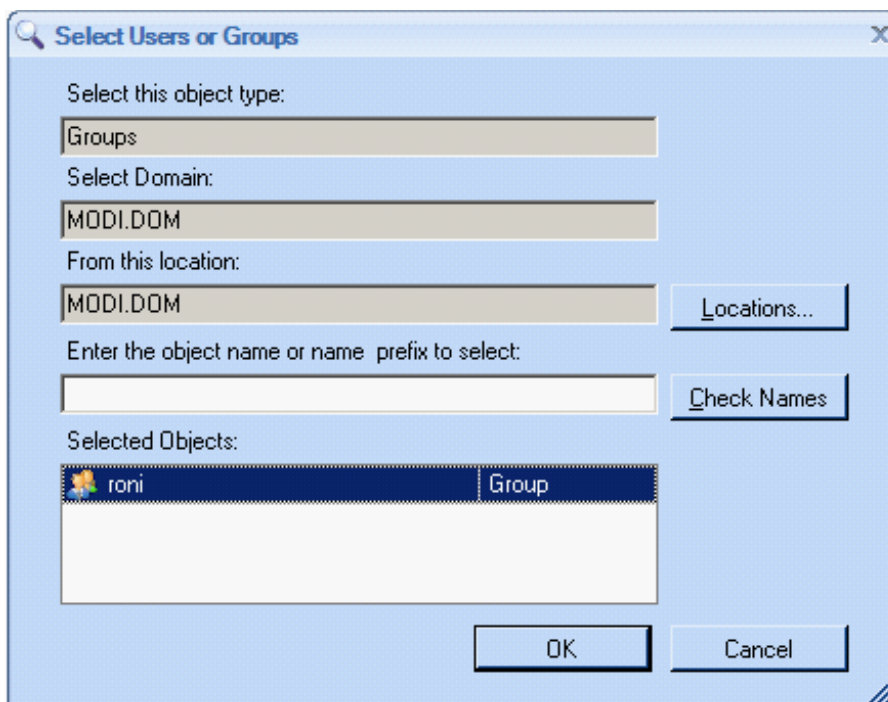 Select Users or Groups
Select this object type:
Groups
Select Domain:
MODI.DOM
From this location:
MODI.DOM
Locations...
Enter the object name or name  prefix to select:
Check Names
Selected Objects:
roni Group
OK Cancel